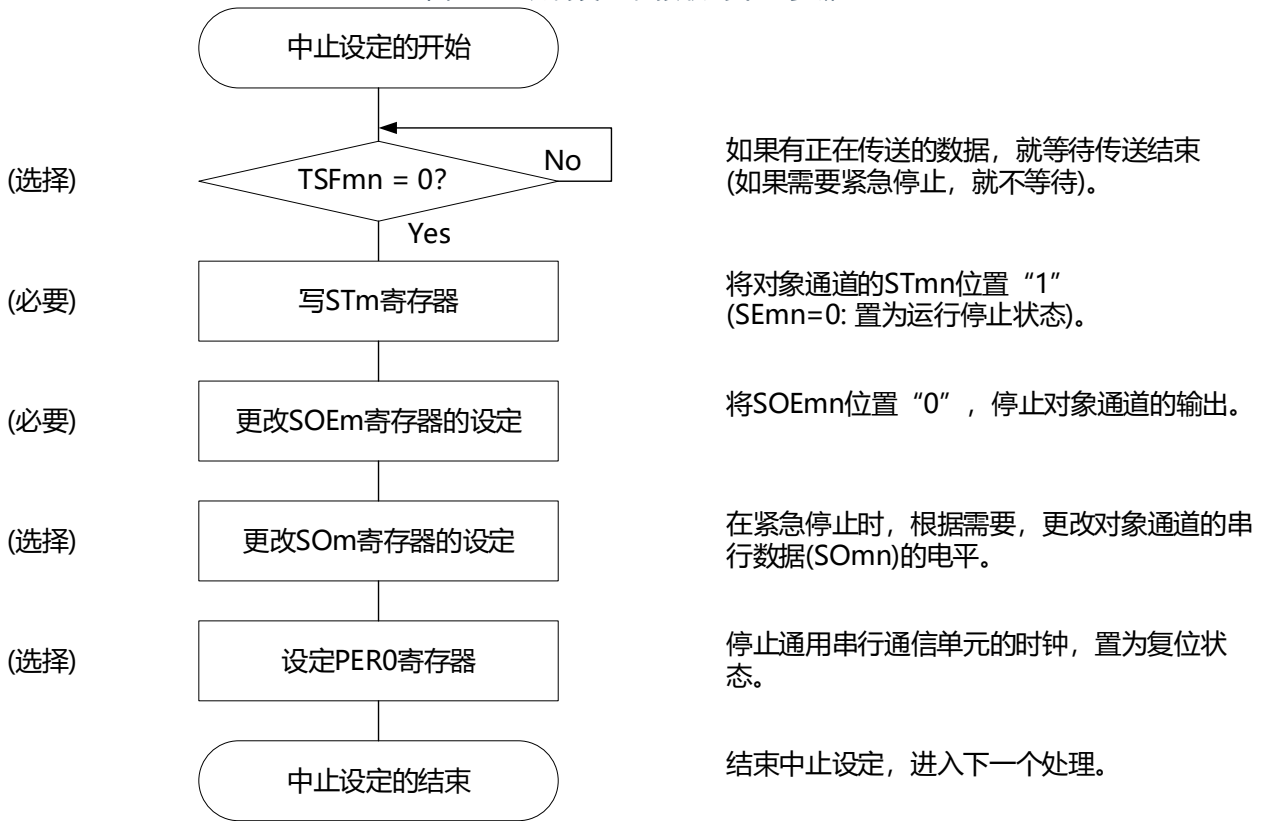 中止设定的开始
(选择)
TSFmn = 0?
No
Yes
如果有正在传送的数据，就等待传送结束
(如果需要紧急停止，就不等待)。
(必要)
写STm寄存器
将对象通道的STmn位置“1”
(SEmn=0: 置为运行停止状态)。
(必要)
更改SOEm寄存器的设定
将SOEmn位置“0”，停止对象通道的输出。
(选择)
更改SOm寄存器的设定
在紧急停止时，根据需要，更改对象通道的串
行数据(SOmn)的电平。
(选择)
设定PER0寄存器
停止通用串行通信单元的时钟，置为复位状
态。
中止设定的结束
结束中止设定，进入下一个处理。